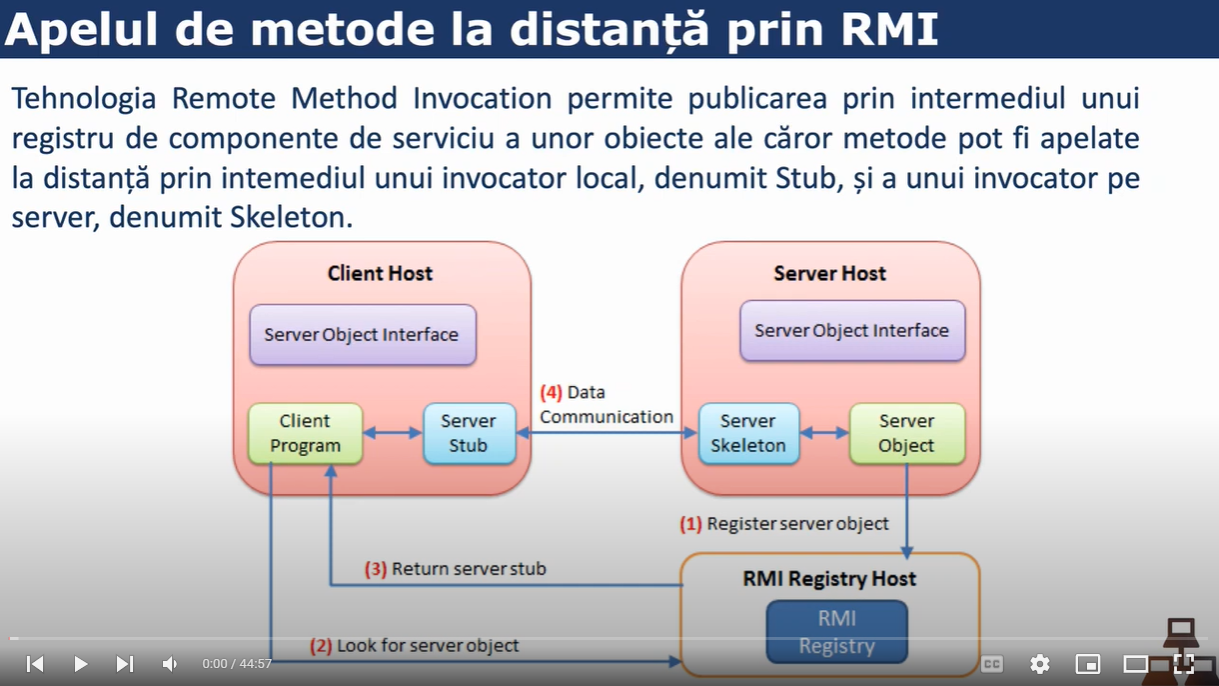 Apelul de metode la distanță prin RMI
Tehnologia Remote Method Invocation permite publicarea prin intermediul unui
registru de componente de serviciu a unor obiecte ale căror metode pot fi apelate
la distanță prin intemediul unui invocator local, denumit Stub, și a unui invocator pe
server, denumit Skeleton.
Client Host
Server Object Interface
Client
Program
Server
Stub
(4) Data
Communication
Server Host
Server Object Interface
Server
Skeleton
Server
Object
(1) Register server object
(3) Return server stub
RMI Registry Host
RMI
Registry
(2) Look for server object
0:00 / 44:57
CC